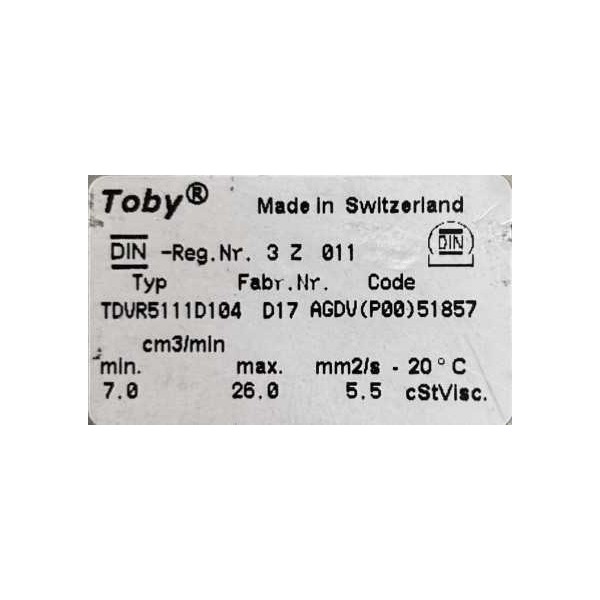 Toby® Made in Switzerland
DIN -Reg.Nr. 3 Z 011 DIN
Typ Fabr.Nr. Code
TDVR5111D104 D17 AGDV(P00)51857
cm3/min
min. max. mm2/s - 20°C
7.0 26.0 5.5 cStVisc.